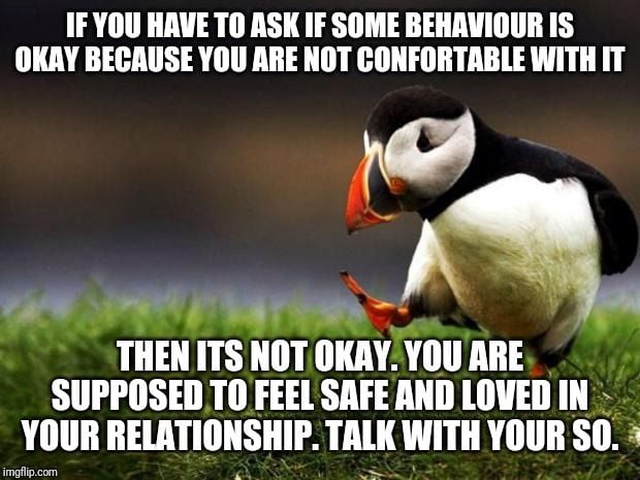 IF YOU HAVE TO ASK IF SOME BEHAVIOUR IS
OKAY BECAUSE YOU ARE NOT CONFORTABLE WITH IT
THEN ITS NOT OKAY. YOU ARE
SUPPOSED TO FEEL SAFE AND LOVED IN
YOUR RELATIONSHIP. TALK WITH YOUR SO.
imgflip.com